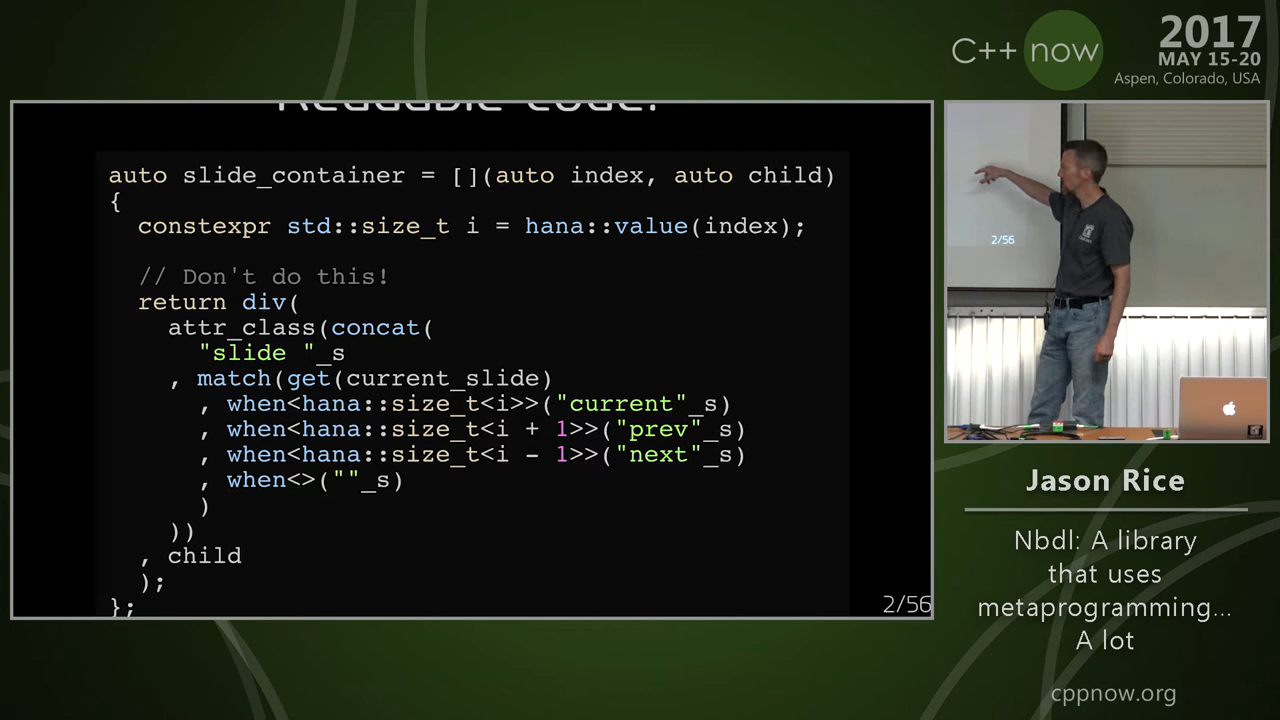 C++ now
2017
MAY 15-20
Aspen, Colorado, USA
Readable code!
auto slide_container = [](auto index, auto child)
{
constexpr std::size_t i = hana::value(index);
// Don't do this!
return div(
attr_class(concat(
"slide "_s
, match(get(current_slide)
, when<hana::size_t<i>>("current"_s)
, when<hana::size_t<i + 1>>("prev"_s)
, when<hana::size_t<i - 1>>("next"_s)
, when<>(""_s)
)
))
, child
);
};
2/56
2/56
Jason Rice
Nbdl: A library
that uses
metaprogramming...
A lot
cppnow.org